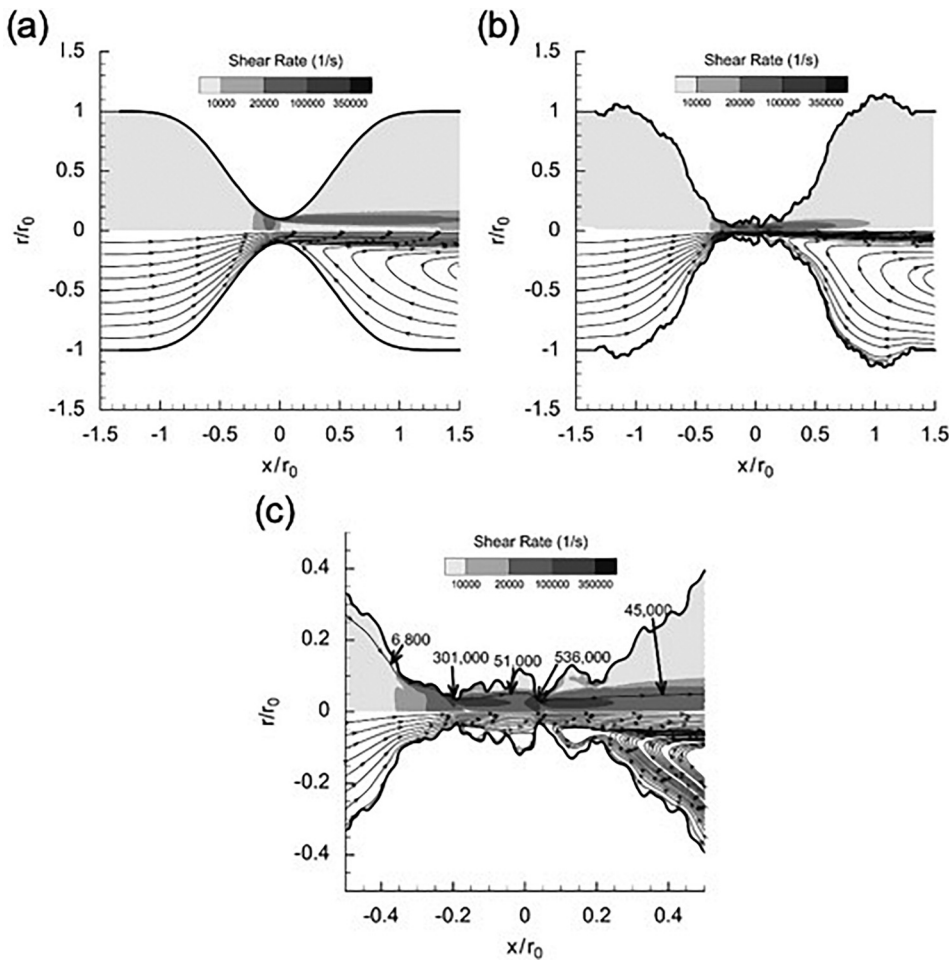 (a)
(b)
1.5
Shear Rate (1/s)
10000 20000 100000 350000
1
0.5
0
-0.5
-1
-1.5
r/r0
-1.5 -1 -0.5 0 0.5 1 1.5
x/r0
1.5
Shear Rate (1/s)
10000 20000 100000 350000
1
0.5
0
-0.5
-1
-1.5
r/r0
-1.5 -1 -0.5 0 0.5 1 1.5
x/r0
(c)
Shear Rate (1/s)
10000 20000 100000 350000
0.4
0.2
0
-0.2
-0.4
r/r0
6,800
301,000
51,000
536,000
45,000
-0.4 -0.2 0 0.2 0.4
x/r0